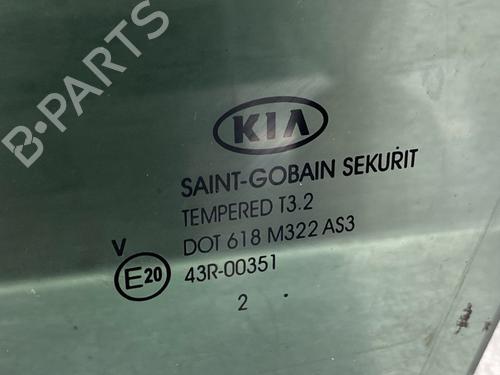 B-PARTS
KIA
SAINT-GOBAIN SEKURIT
TEMPERED T3.2
V
DOT 618 M322 AS3
E20
43R-00351
2